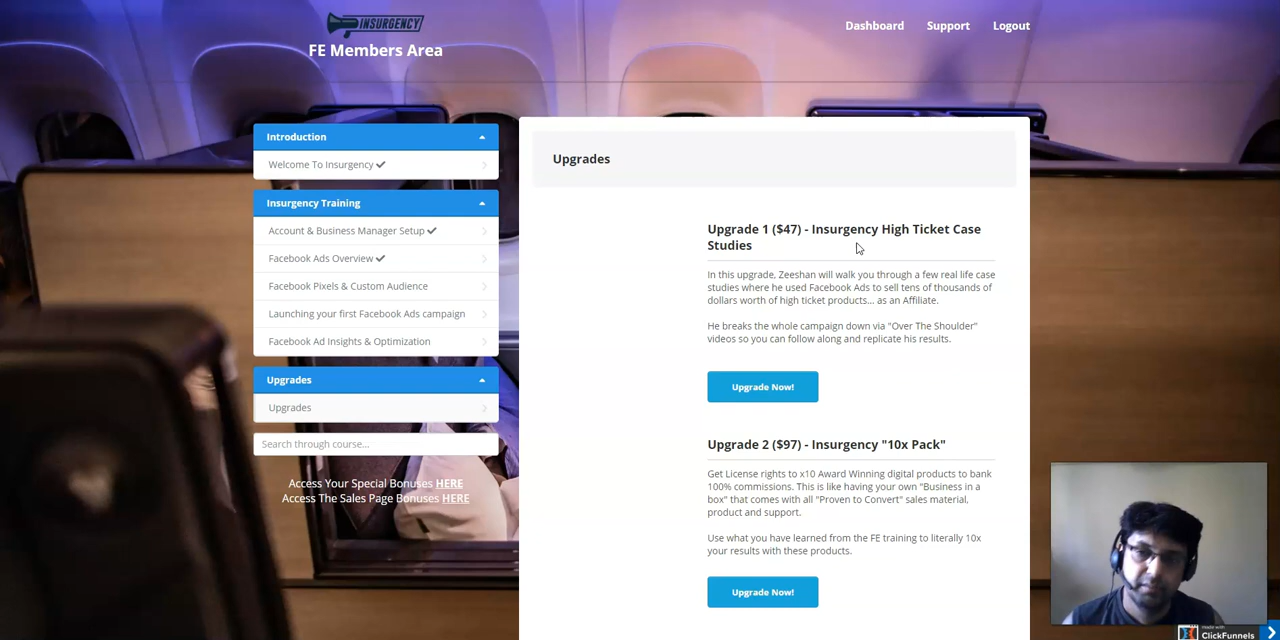 INSURGENCY
FE Members Area
Dashboard
Support
Logout
Introduction
Welcome To Insurgency
Insurgency Training
Account & Business Manager Setup
Facebook Ads Overview
Facebook Pixels & Custom Audience
Launching your first Facebook Ads campaign
Facebook Ad Insights & Optimization
Upgrades
Upgrades
Search through course...
Access Your Special Bonuses HERE
Access The Sales Page Bonuses HERE
Upgrades
Upgrade 1 ($47) - Insurgency High Ticket Case
Studies
In this upgrade, Zeeshan will walk you through a few real life case
studies where he used Facebook Ads to sell tens of thousands of
dollars worth of high ticket products... as an Affiliate.
He breaks the whole campaign down via "Over The Shoulder"
videos so you can follow along and replicate his results.
Upgrade Now!
Upgrade 2 ($97) - Insurgency "10x Pack"
Get License rights to x10 Award Winning digital products to bank
100% commissions. This is like having your own "Business in a
box" that comes with all "Proven to Convert" sales material,
product and support.
Use what you have learned from the FE training to literally 10x
your results with these products.
Upgrade Now!
made with
ClickFunnels